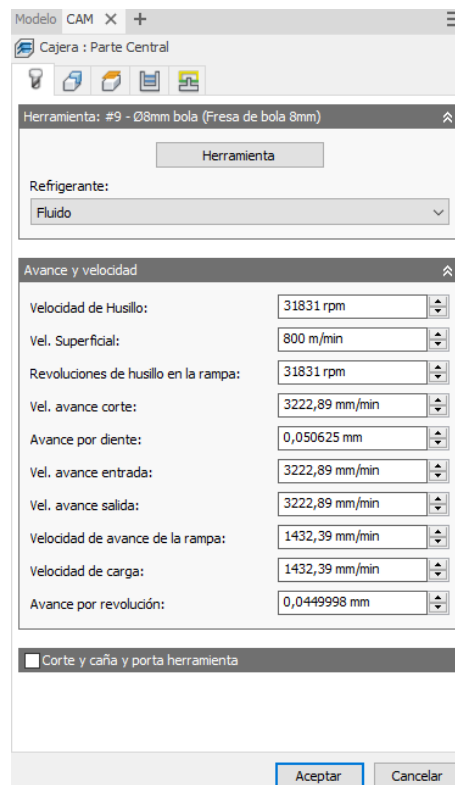 Modelo CAM
Cajera : Parte Central
Herramienta: #9 - Ø8mm bola (Fresa de bola 8mm)
Herramienta
Refrigerante:
Fluido
Avance y velocidad
Velocidad de Husillo: 31831 rpm
Vel. Superficial: 800 m/min
Revoluciones de husillo en la rampa: 31831 rpm
Vel. avance corte: 3222,89 mm/min
Avance por diente: 0,050625 mm
Vel. avance entrada: 3222,89 mm/min
Vel. avance salida: 3222,89 mm/min
Velocidad de avance de la rampa: 1432,39 mm/min
Velocidad de carga: 1432,39 mm/min
Avance por revolución: 0,0449998 mm
Corte y caña y porta herramienta
Aceptar Cancelar